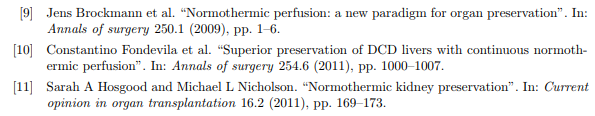 [9] Jens Brockmann et al. “Normothermic perfusion: a new paradigm for organ preservation”. In:
Annals of surgery 250.1 (2009), pp. 1–6.
[10] Constantino Fondevila et al. “Superior preservation of DCD livers with continuous normoth-
ermic perfusion”. In: Annals of surgery 254.6 (2011), pp. 1000–1007.
[11] Sarah A Hosgood and Michael L Nicholson. “Normothermic kidney preservation”. In: Current
opinion in organ transplantation 16.2 (2011), pp. 169–173.